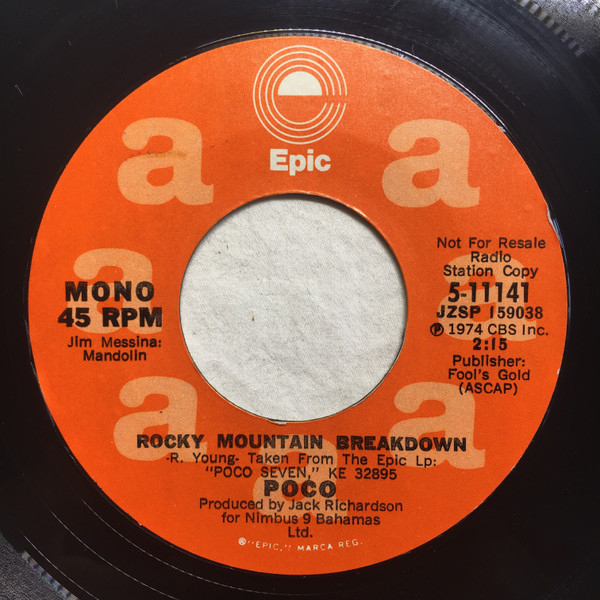 Epic
a a
a a
a a
a
MONO
45 RPM
Jim Messina:
Mandolin
Not For Resale
Radio
Station Copy
5-11141
JZSP 159038
℗ 1974 CBS Inc.
2:15
Publisher:
Fool's Gold
(ASCAP)
ROCKY MOUNTAIN BREAKDOWN
-R. Young- Taken From The Epic Lp:
"POCO SEVEN," KE 32895
POCO
Produced by Jack Richardson
for Nimbus 9 Bahamas
Ltd.
®"EPIC," MARCA REG.